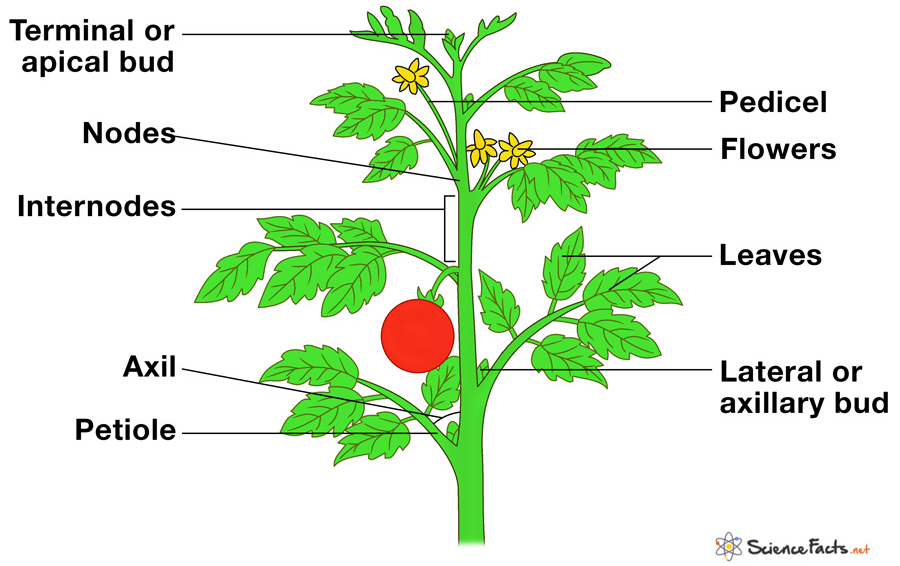 Terminal or
apical bud
Nodes
Internodes
Axil
Petiole
Pedicel
Flowers
Leaves
Lateral or
axillary bud
ScienceFacts.net